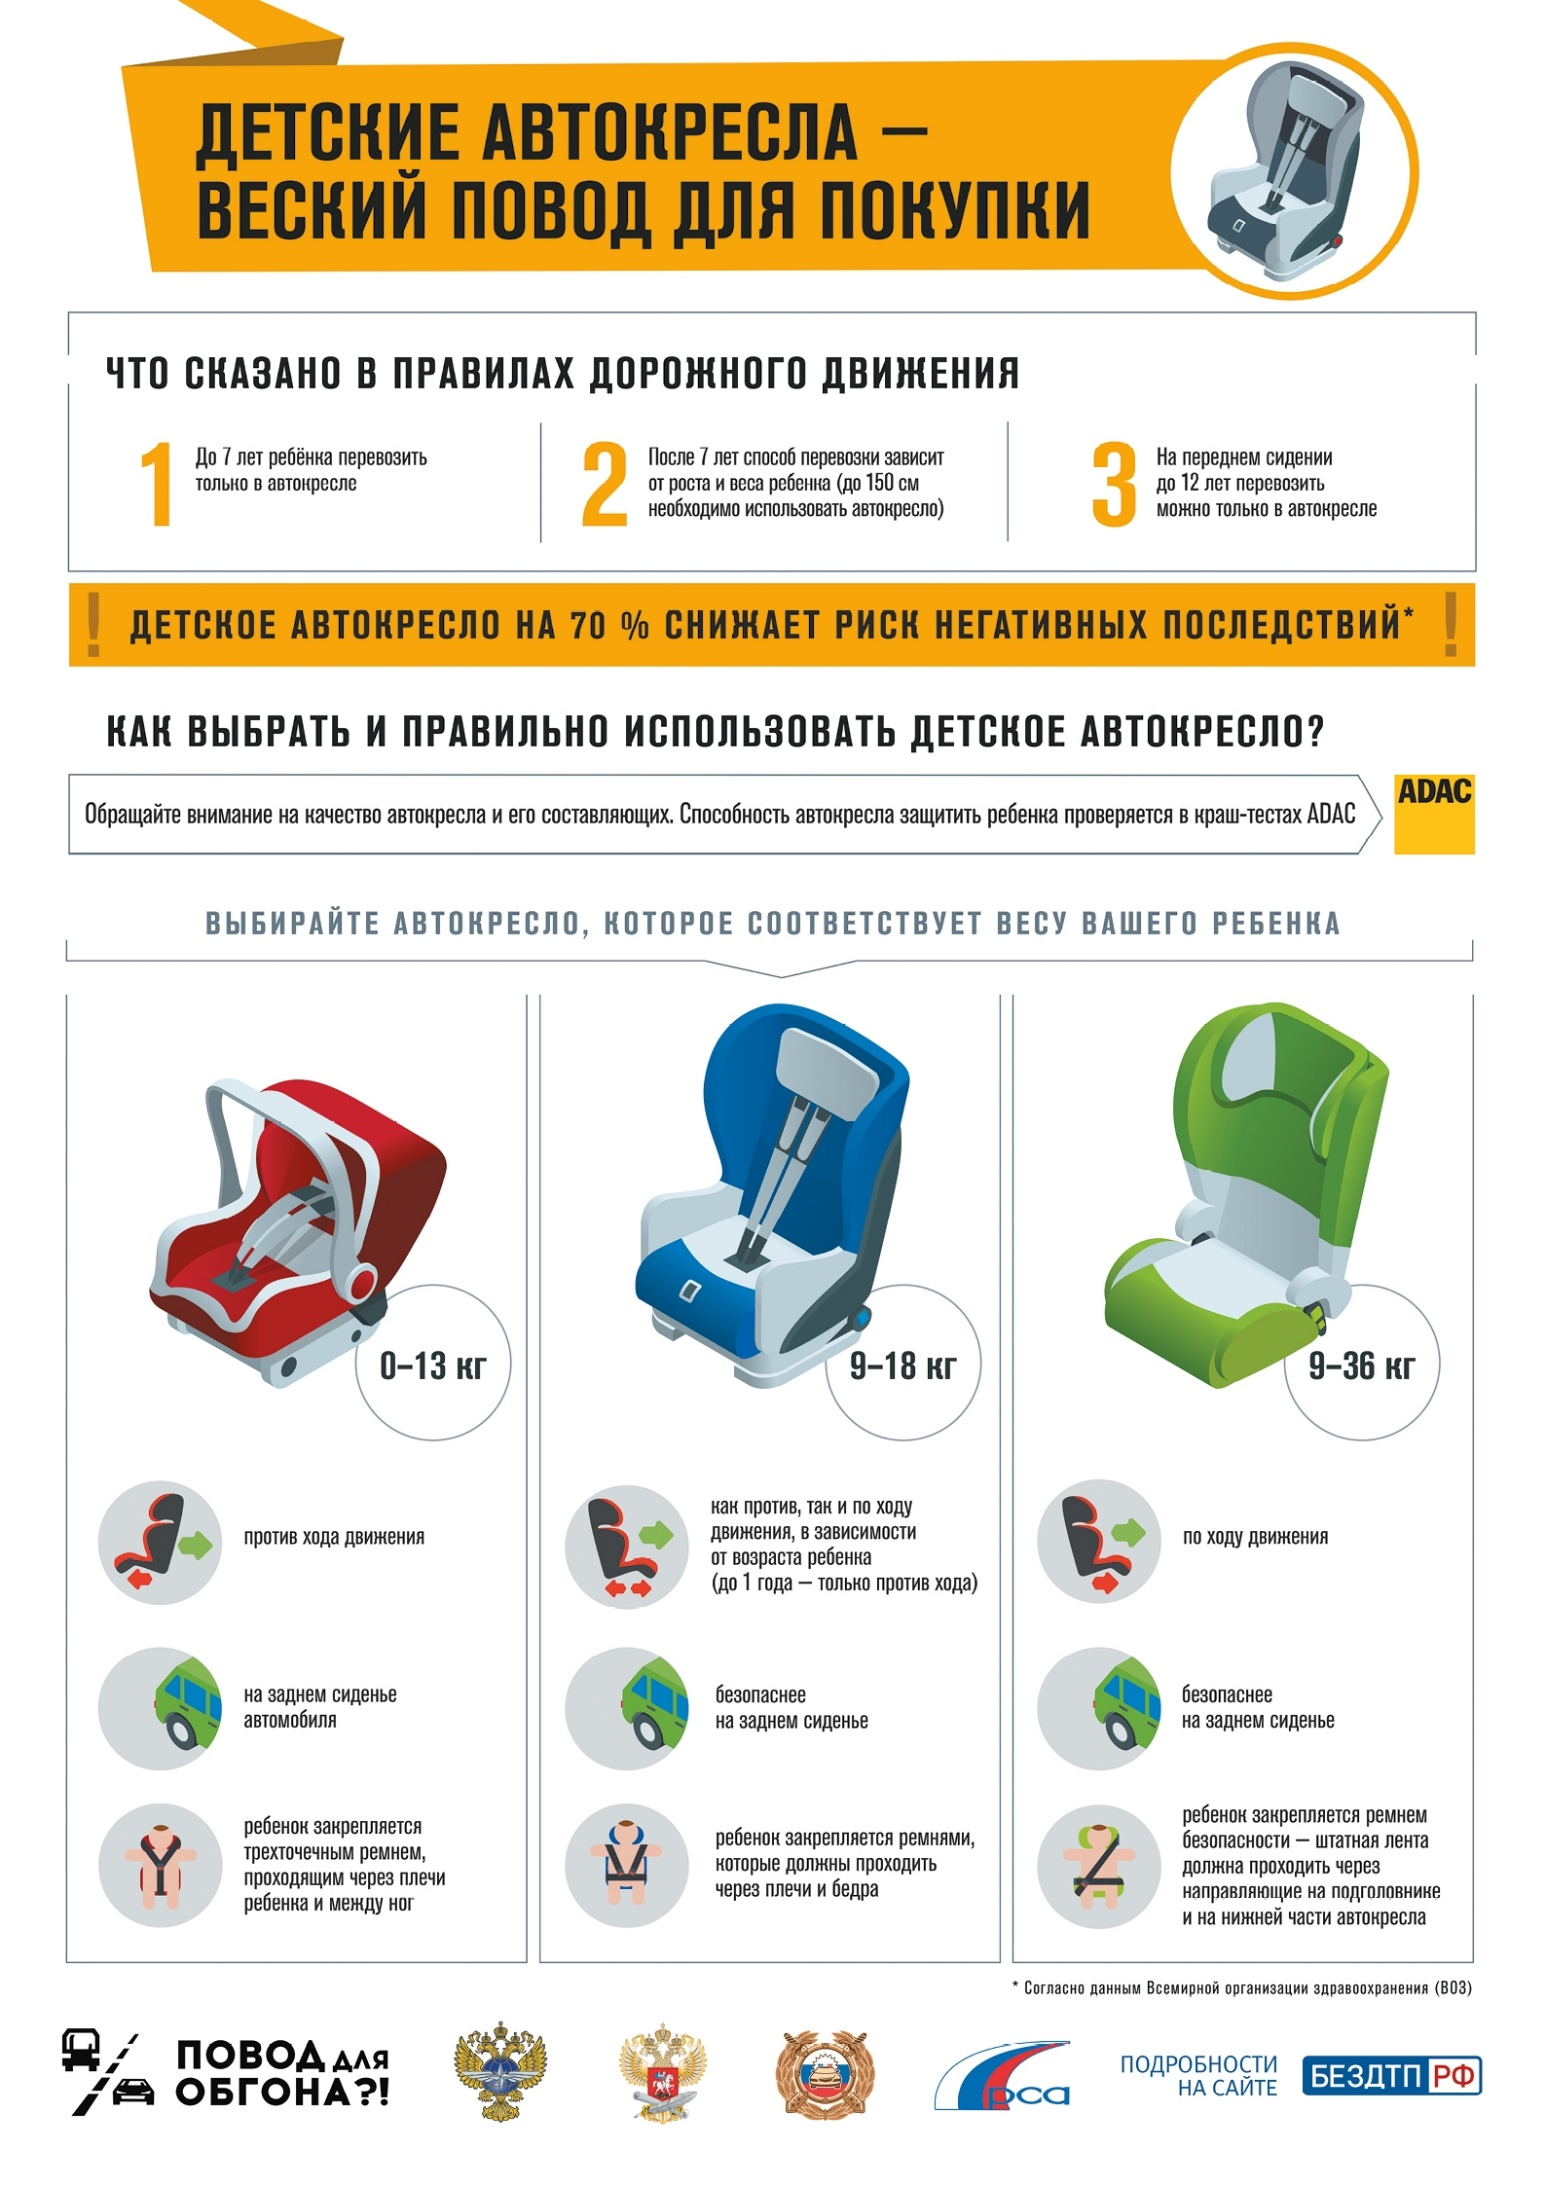 ДЕТСКИЕ АВТОКРЕСЛА –
ВЕСКИЙ ПОВОД ДЛЯ ПОКУПКИ
ЧТО СКАЗАНО В ПРАВИЛАХ ДОРОЖНОГО ДВИЖЕНИЯ
1
До 7 лет ребёнка перевозить
только в автокресле
2
После 7 лет способ перевозки зависит
от роста и веса ребенка (до 150 см
необходимо использовать автокресло)
3
На переднем сидении
до 12 лет перевозить
можно только в автокресле
! ДЕТСКОЕ АВТОКРЕСЛО НА 70 % СНИЖАЕТ РИСК НЕГАТИВНЫХ ПОСЛЕДСТВИЙ* !
КАК ВЫБРАТЬ И ПРАВИЛЬНО ИСПОЛЬЗОВАТЬ ДЕТСКОЕ АВТОКРЕСЛО?
Обращайте внимание на качество автокресла и его составляющих. Способность автокресла защитить ребенка проверяется в краш-тестах ADAC
ADAC
ВЫБИРАЙТЕ АВТОКРЕСЛО, КОТОРОЕ СООТВЕТСТВУЕТ ВЕСУ ВАШЕГО РЕБЕНКА
0–13 кг
против хода движения
на заднем сиденье
автомобиля
ребенок закрепляется
трехточечным ремнем,
проходящим через плечи
ребенка и между ног
9–18 кг
как против, так и по ходу
движения, в зависимости
от возраста ребенка
(до 1 года – только против хода)
безопаснее
на заднем сиденье
ребенок закрепляется ремнями,
которые должны проходить
через плечи и бедра
9–36 кг
по ходу движения
безопаснее
на заднем сиденье
ребенок закрепляется ремнем
безопасности – штатная лента
должна проходить через
направляющие на подголовнике
и на нижней части автокресла
* Согласно данным Всемирной организации здравоохранения (ВОЗ)
ПОВОД ДЛЯ
ОБГОНА?!
рса
ПОДРОБНОСТИ
НА САЙТЕ
БЕЗДТП РФ